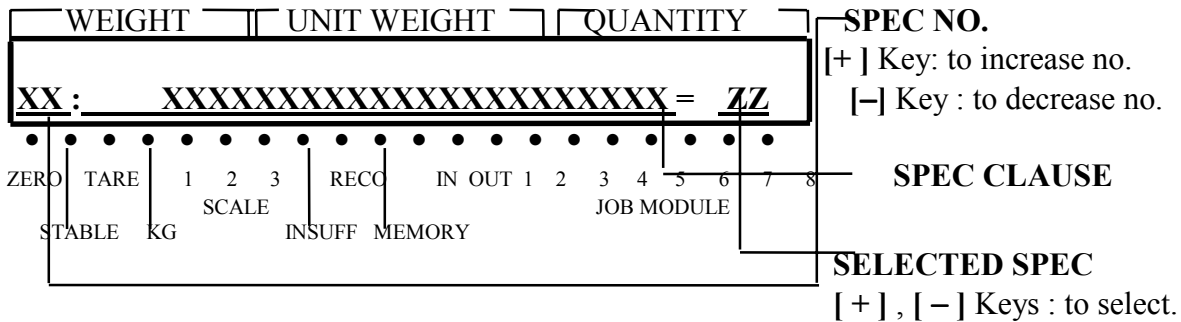 WEIGHT UNIT WEIGHT QUANTITY SPEC NO.
[+ ] Key: to increase no.
XX : XXXXXXXXXXXXXXXXXXXXXX = ZZ [–] Key : to decrease no.
ZERO TARE 1 2 3 RECO IN OUT 1 2 3 4 5 6 7 8 SPEC CLAUSE
SCALE JOB MODULE
STABLE KG INSUFF MEMORY
SELECTED SPEC
[ + ] , [ – ] Keys : to select.